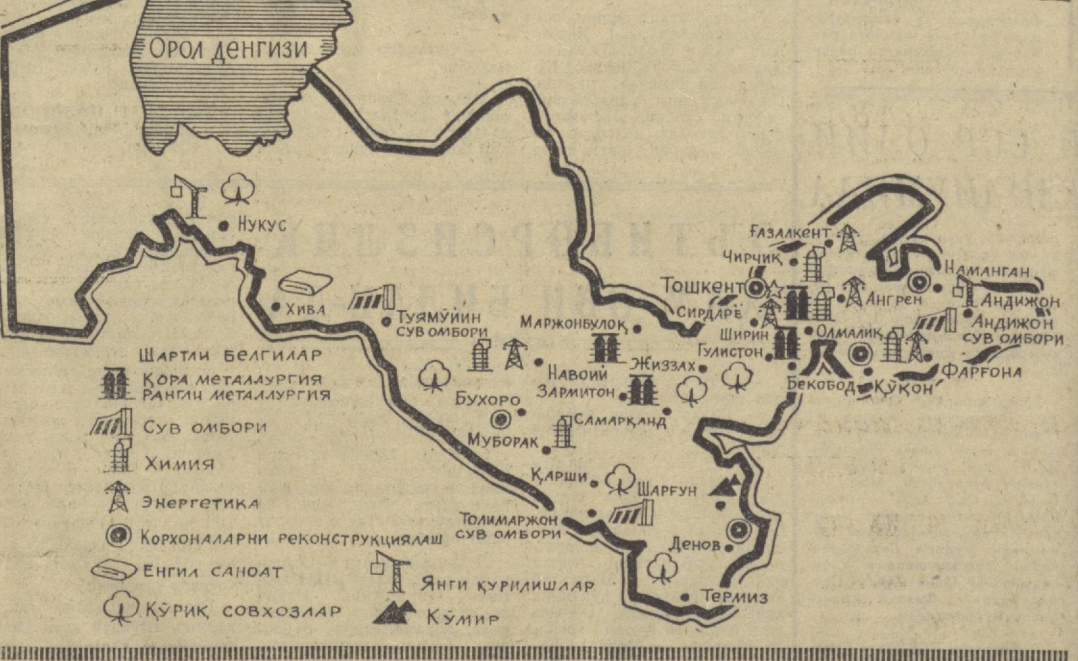 ОРОЛ ДЕНГИЗИ
НУКУС
ХИВА
ТУЯМЎЙИН
СУВ ОМБОРИ
ҒАЗАЛКЕНТ
ЧИРЧИҚ
ТОШКЕНТ
СИРДАРЁ
АНГРЕН
НАМАНГАН
АНДИЖОН
АНДИЖОН
СУВ ОМБОРИ
МАРЖОНБУЛОҚ
ШИРИН
ОЛМАЛИҚ
ГУЛИСТОН
ЖИЗЗАХ
БЕКОБОД
ҚЎҚОН
ФАРҒОНА
НАВОИЙ
ЗАРМИТОН
БУХОРО
САМАРҚАНД
МУБОРАК
ҚАРШИ
ШАРҒУН
ТОЛИМАРЖОН
СУВ ОМБОРИ
ДЕНОВ
ТЕРМИЗ
ШАРТЛИ БЕЛГИЛАР
ҚОРА МЕТАЛЛУРГИЯ
РАНГЛИ МЕТАЛЛУРГИЯ
СУВ ОМБОРИ
ХИМИЯ
ЭНЕРГЕТИКА
КОРХОНАЛАРНИ РЕКОНСТРУКЦИЯЛАШ
ЕНГИЛ САНОАТ
ҚЎРИҚ СОВХОЗЛАР
ЯНГИ ҚУРИЛИШЛАР
КЎМИР